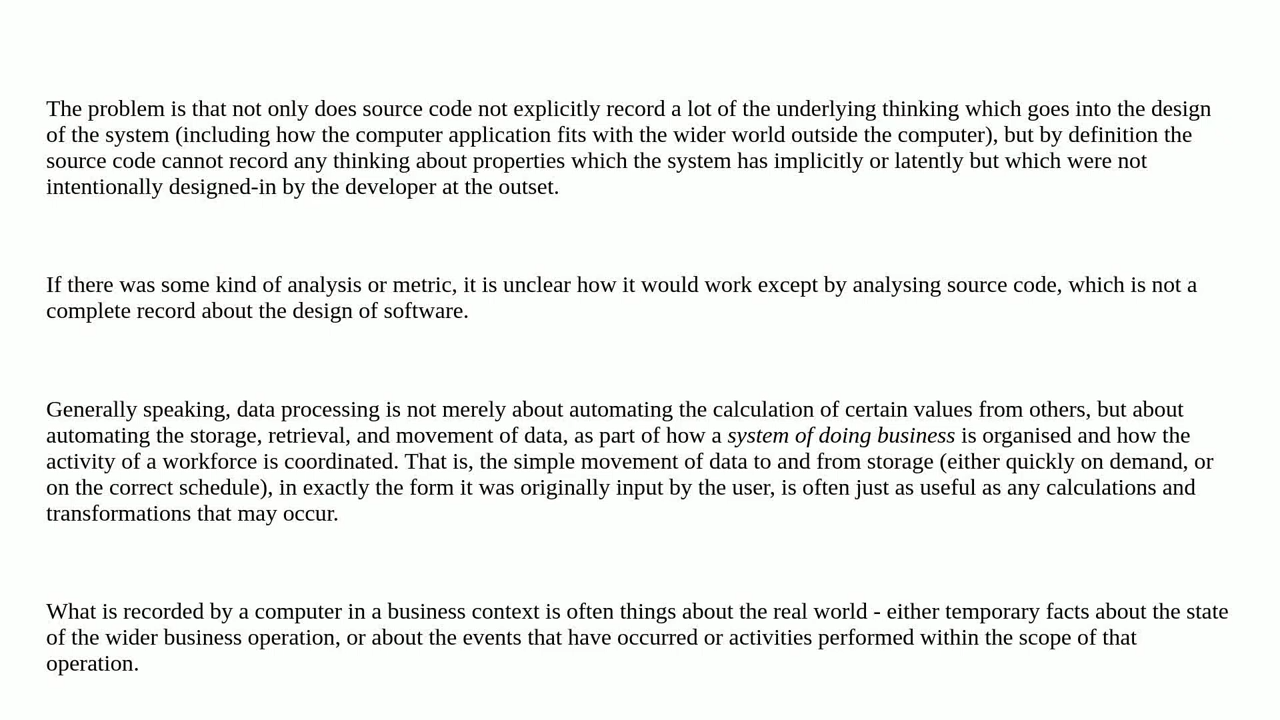 The problem is that not only does source code not explicitly record a lot of the underlying thinking which goes into the design
of the system (including how the computer application fits with the wider world outside the computer), but by definition the
source code cannot record any thinking about properties which the system has implicitly or latently but which were not
intentionally designed-in by the developer at the outset.
If there was some kind of analysis or metric, it is unclear how it would work except by analysing source code, which is not a
complete record about the design of software.
Generally speaking, data processing is not merely about automating the calculation of certain values from others, but about
automating the storage, retrieval, and movement of data, as part of how a system of doing business is organised and how the
activity of a workforce is coordinated. That is, the simple movement of data to and from storage (either quickly on demand, or
on the correct schedule), in exactly the form it was originally input by the user, is often just as useful as any calculations and
transformations that may occur.
What is recorded by a computer in a business context is often things about the real world - either temporary facts about the state
of the wider business operation, or about the events that have occurred or activities performed within the scope of that
operation.